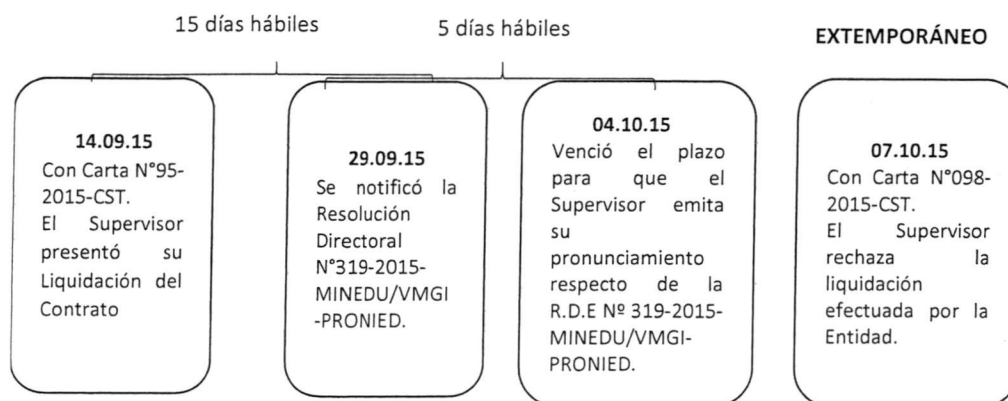 15 días hábiles
5 días hábiles
EXTEMPORÁNEO
14.09.15
Con Carta N°95-
2015-CST.
El Supervisor
presentó su
Liquidación del
Contrato
29.09.15
Se notificó la
Resolución
Directoral
N°319-2015-
MINEDU/VMGI
-PRONIED.
04.10.15
Venció el plazo
para que el
Supervisor emita
su
pronunciamiento
respecto de la
R.D.E Nº 319-2015-
MINEDU/VMGI-
PRONIED.
07.10.15
Con Carta N°098-
2015-CST.
El Supervisor
rechaza la
liquidación
efectuada por la
Entidad.